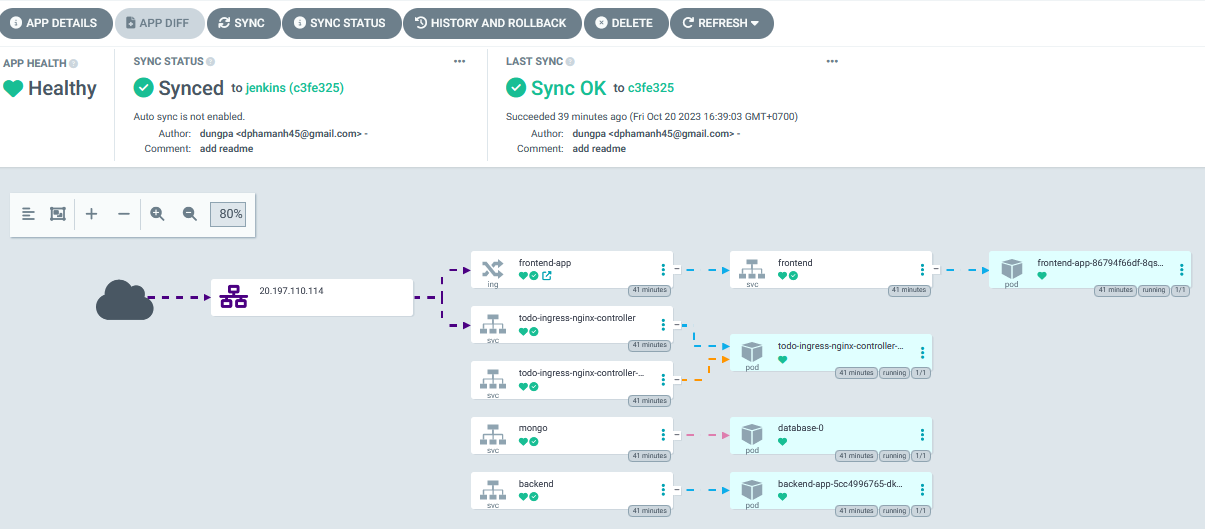 APP DETAILS APP DIFF SYNC SYNC STATUS HISTORY AND ROLLBACK DELETE REFRESH
APP HEALTH
Healthy
SYNC STATUS
Synced to jenkins (c3fe325)
Auto sync is not enabled.
Author: dungpa <dphamanh45@gmail.com> -
Comment: add readme
LAST SYNC
Sync OK to c3fe325
Succeeded 39 minutes ago (Fri Oct 20 2023 16:39:03 GMT+0700)
Author: dungpa <dphamanh45@gmail.com> -
Comment: add readme
80%
20.197.110.114
frontend-app
ing
41 minutes
frontend
svc
41 minutes
frontend-app-86794f66df-8qs...
pod
41 minutes running 1/1
todo-ingress-nginx-controller
svc
41 minutes
todo-ingress-nginx-controller-...
pod
41 minutes running 1/1
todo-ingress-nginx-controller-...
svc
41 minutes
mongo
svc
41 minutes
database-0
pod
41 minutes running 1/1
backend
svc
41 minutes
backend-app-5cc4996765-dk...
pod
41 minutes running 1/1